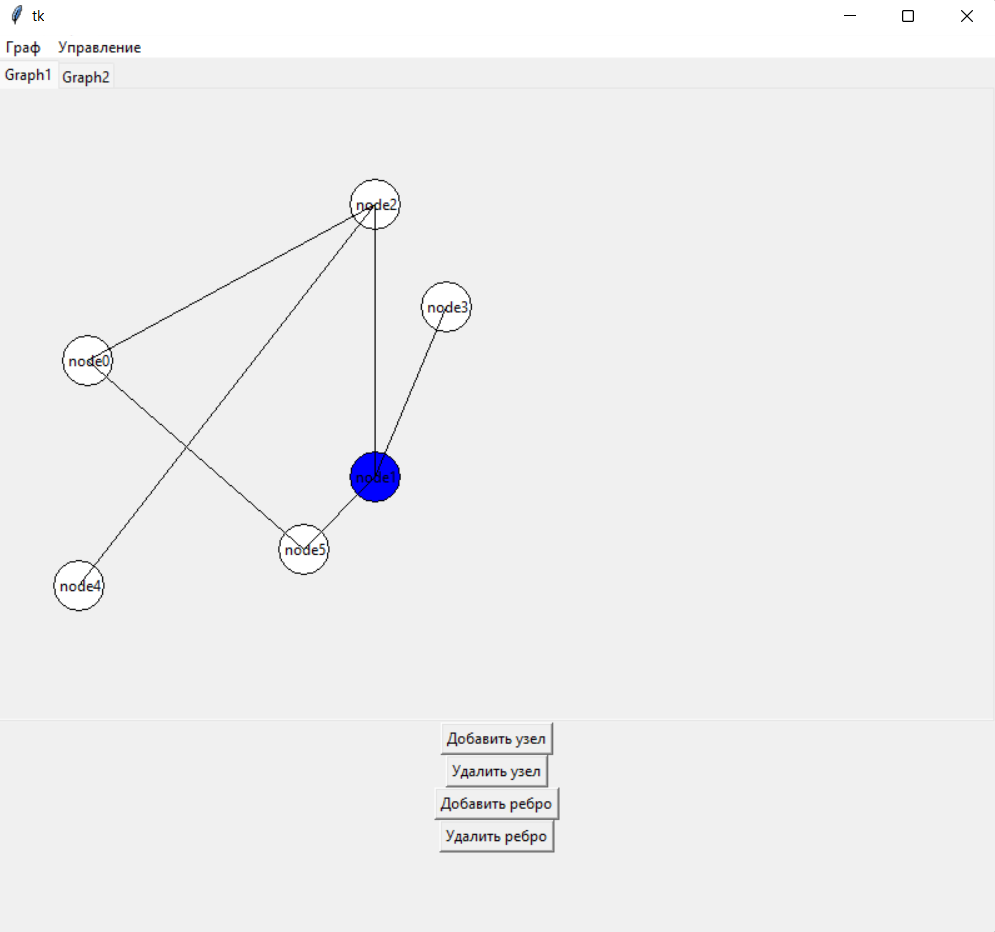 tk
Граф Управление
Graph1 Graph2
node2
node3
node0
node1
node5
node4
Добавить узел
Удалить узел
Добавить ребро
Удалить ребро